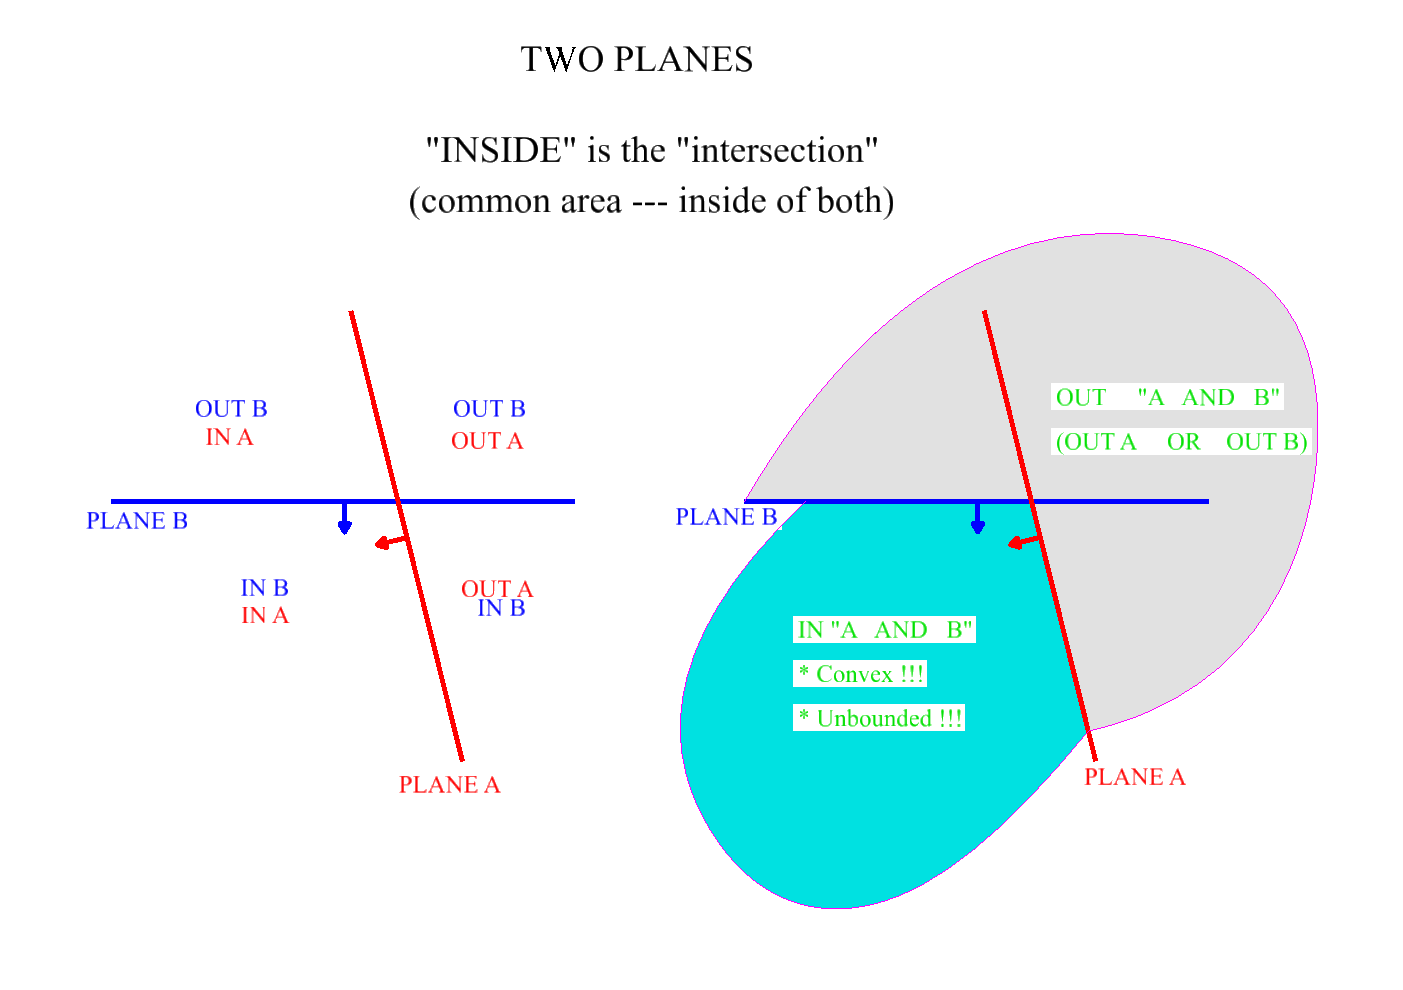 TWO PLANES
"INSIDE" is the "intersection"
(common area --- inside of both)
OUT B
IN A
OUT B
OUT A
PLANE B
IN B
IN A
OUT A
IN B
PLANE A
OUT "A AND B"
(OUT A OR OUT B)
PLANE B
IN "A AND B"
* Convex !!!
* Unbounded !!!
PLANE A